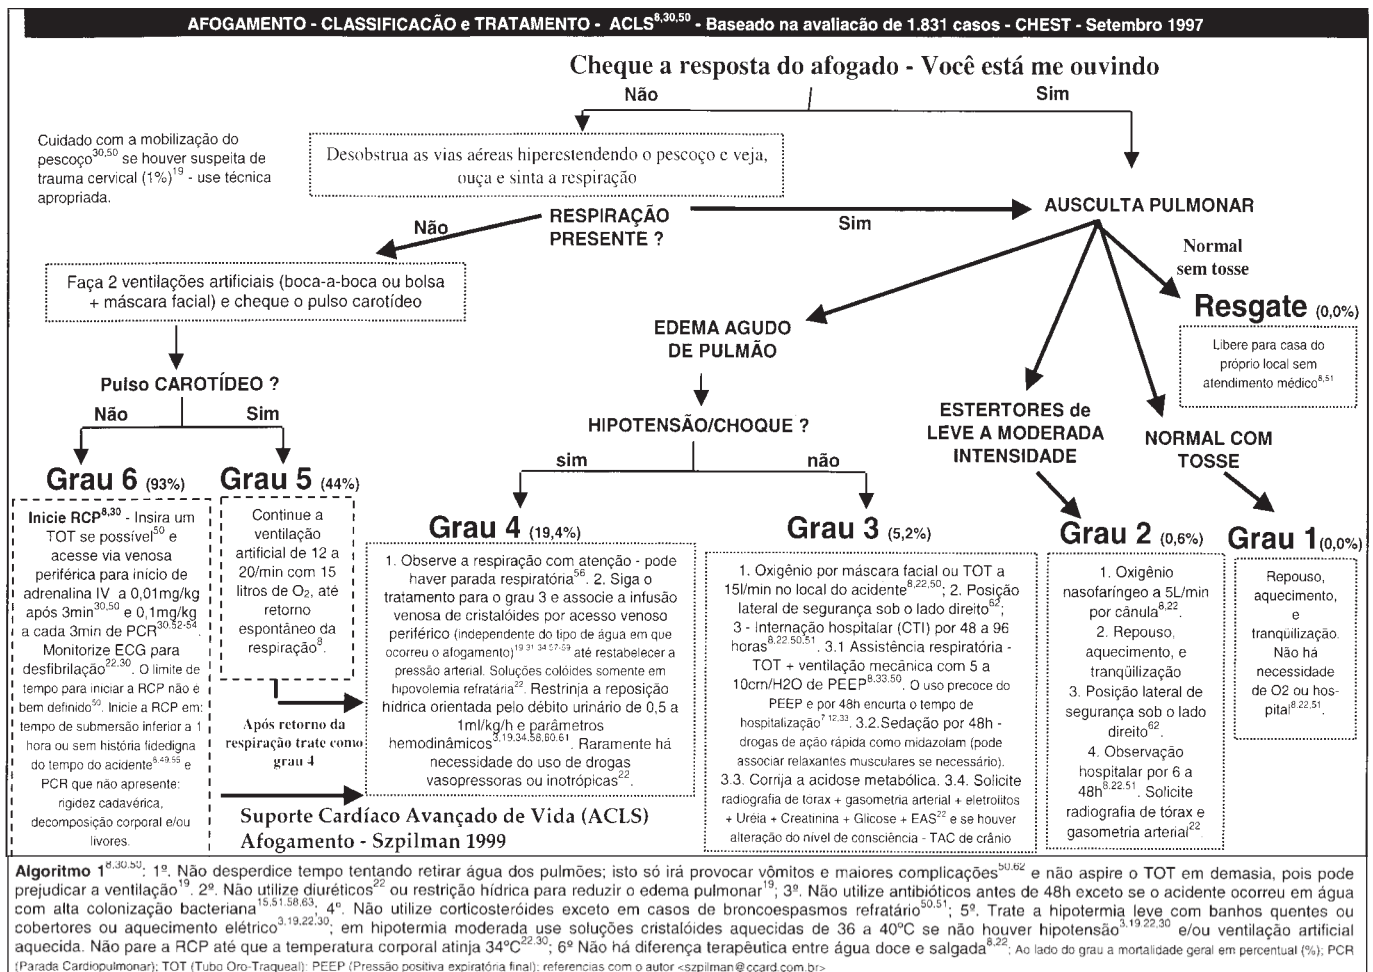 AFOGAMENTO - CLASSIFICACÃO e TRATAMENTO - ACLS8,30,50 - Baseado na avaliacão de 1.831 casos - CHEST - Setembro 1997
Cheque a resposta do afogado - Você está me ouvindo
Não
Sim
Cuidado com a mobilização do
pescoço30,50 se houver suspeita de
trauma cervical (1%)19 - use técnica
apropriada.
Desobstrua as vias aéreas hiperestendendo o pescoço e veja,
ouça e sinta a respiração
RESPIRAÇÃO
PRESENTE ?
Não
Sim
AUSCULTA PULMONAR
Faça 2 ventilações artificiais (boca-a-boca ou bolsa
+ máscara facial) e cheque o pulso carotídeo
Normal
sem tosse
Resgate (0,0%)
Libere para casa do
próprio local sem
atendimento médico8,51
EDEMA AGUDO
DE PULMÃO
Pulso CAROTÍDEO ?
Não
Sim
HIPOTENSÃO/CHOQUE ?
sim
não
ESTERTORES de
LEVE A MODERADA
INTENSIDADE
NORMAL COM
TOSSE
Grau 6 (93%)
Inicie RCP8,30 - Insira um
TOT se possível50 e
acesse via venosa
periférica para início de
adrenalina IV a 0,01mg/kg
após 3min30,50 e 0,1mg/kg
a cada 3min de PCR30,52-54.
Monitorize ECG para
desfibrilação22,30. O limite de
tempo para iniciar a RCP não é
bem definido50. Inicie a RCP em:
tempo de submersão inferior a 1
hora ou sem história fidedigna
do tempo do acidente8,49,55 e
PCR que não apresente:
rigidez cadavérica,
decomposição corporal e/ou
livores.
Grau 5 (44%)
Continue a
ventilação
artificial de 12 a
20/min com 15
litros de O2, até
retorno
espontâneo da
respiração8.
Após retorno da
respiração trate como
grau 4
Grau 4 (19,4%)
1. Observe a respiração com atenção - pode
haver parada respiratória56. 2. Siga o
tratamento para o grau 3 e associe a infusão
venosa de cristalóides por acesso venoso
periférico (independente do tipo de água em que
ocorreu o afogamento)19,31,34,57-59 até restabelecer a
pressão arterial. Soluções colóides somente em
hipovolemia refratária22. Restrinja a reposição
hídrica orientada pelo débito urinário de 0,5 a
1ml/kg/h e parâmetros
hemodinâmicos3,19,34,58,60,61. Raramente há
necessidade do uso de drogas
vasopressoras ou inotrópicas22.
Grau 3 (5,2%)
1. Oxigênio por máscara facial ou TOT a
15l/min no local do acidente8,22,50; 2. Posição
lateral de segurança sob o lado direito62;
3 - Internação hospitalar (CTI) por 48 a 96
horas8,22,50,51. 3.1 Assistência respiratória -
TOT + ventilação mecânica com 5 a
10cm/H2O de PEEP8,33,50. O uso precoce do
PEEP e por 48h encurta o tempo de
hospitalização7,12,33. 3.2.Sedação por 48h -
drogas de ação rápida como midazolam (pode
associar relaxantes musculares se necessário).
3.3. Corrija a acidose metabólica. 3.4. Solicite
radiografia de tórax + gasometria arterial + eletrolitos
+ Uréia + Creatinina + Glicose + EAS22 e se houver
alteração do nível de consciência - TAC de crânio
Grau 2 (0,6%)
1. Oxigênio
nasofaríngeo a 5L/min
por cânula8,22.
2. Repouso,
aquecimento, e
tranqüilização
3. Posição lateral de
segurança sob o lado
direito62.
4. Observação
hospitalar por 6 a
48h8,22,51. Solicite
radiografia de tórax e
gasometria arterial22.
Grau 1(0,0%)
Repouso,
aquecimento,
e
tranqüilização.
Não há
necessidade
de O2 ou hos-
pital8,22,51.
Suporte Cardíaco Avançado de Vida (ACLS)
Afogamento - Szpilman 1999
Algoritmo 18,30,50: 1º. Não desperdice tempo tentando retirar água dos pulmões; isto só irá provocar vômitos e maiores complicações50,62 e não aspire o TOT em demasia, pois pode
prejudicar a ventilação19. 2º. Não utilize diuréticos22 ou restrição hídrica para reduzir o edema pulmonar19; 3º. Não utilize antibióticos antes de 48h exceto se o acidente ocorreu em água
com alta colonização bacteriana15,51,58,63; 4º. Não utilize corticosteróides exceto em casos de broncoespasmos refratário50,51; 5º. Trate a hipotermia leve com banhos quentes ou
cobertores ou aquecimento elétrico3,19,22,30; em hipotermia moderada use soluções cristalóides aquecidas de 36 a 40ºC se não houver hipotensão3,19,22,30 e/ou ventilação artificial
aquecida. Não pare a RCP até que a temperatura corporal atinja 34ºC22,30; 6º Não há diferença terapêutica entre água doce e salgada8,22; Ao lado do grau a mortalidade geral em percentual (%); PCR
(Parada Cardiopulmonar); TOT (Tubo Oro-Traqueal); PEEP (Pressão positiva expiratória final); referencias com o autor <szpilman@ccard.com.br>